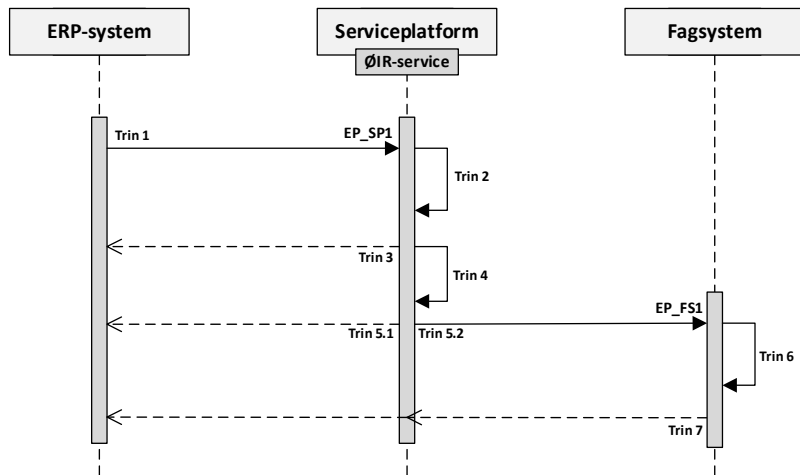 ERP-system
Serviceplatform
Fagsystem
ØIR-service
Trin 1
EP_SP1
Trin 2
Trin 3
Trin 4
EP_FS1
Trin 5.1
Trin 5.2
Trin 6
Trin 7